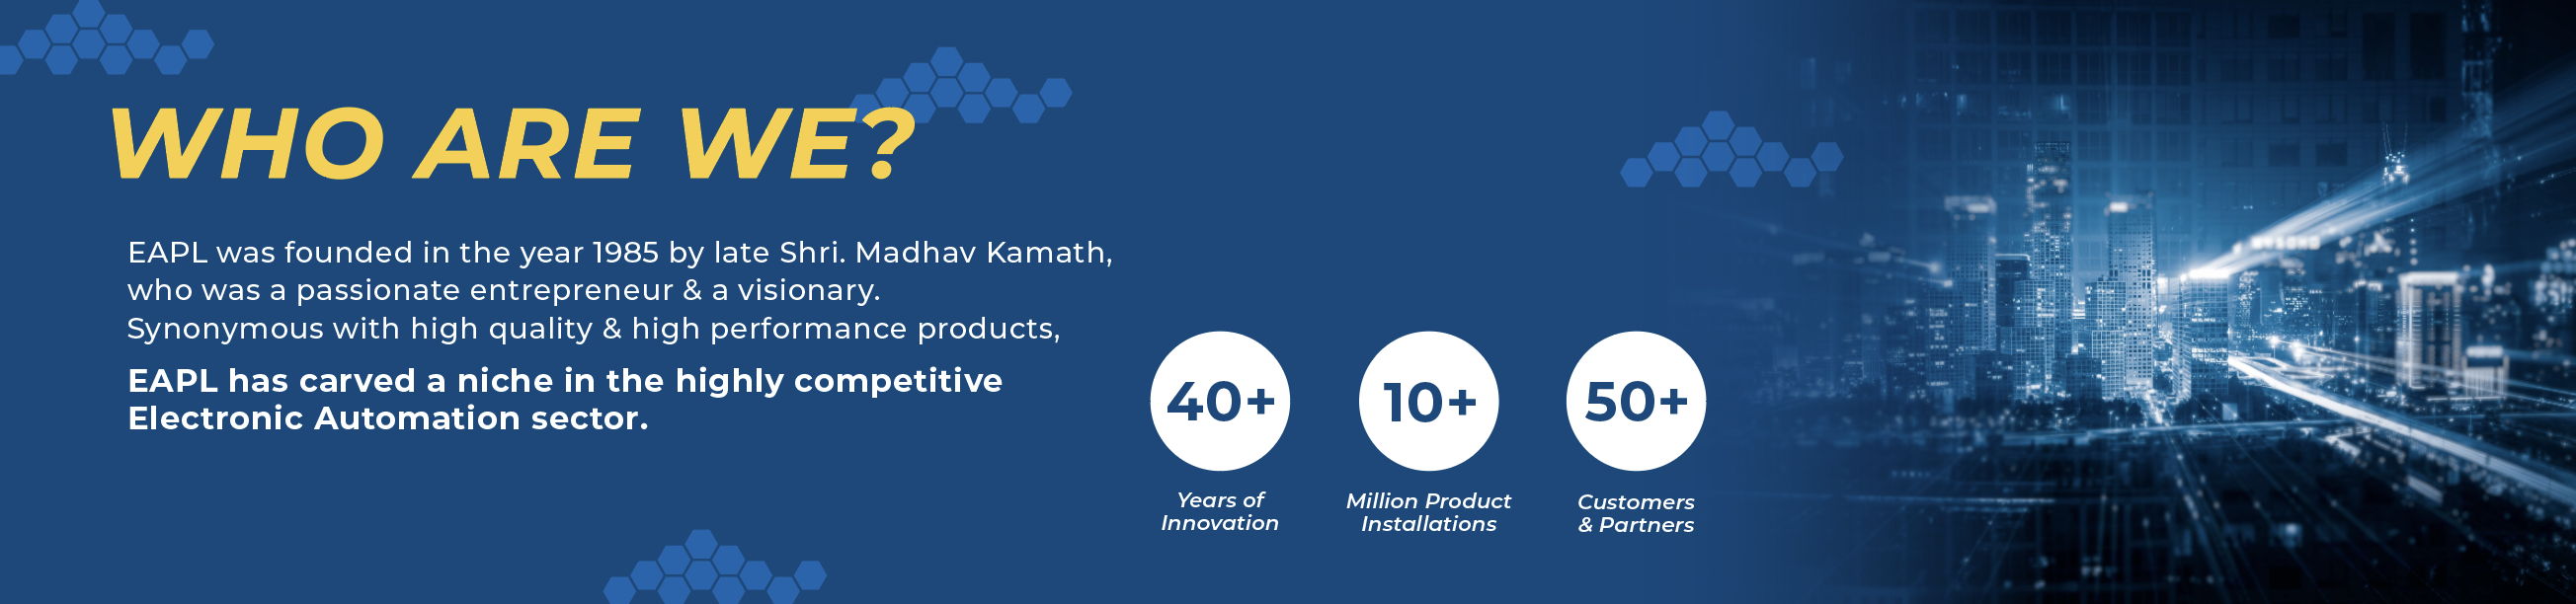 WHO ARE WE?
EAPL was founded in the year 1985 by late Shri. Madhav Kamath,
who was a passionate entrepreneur & a visionary.
Synonymous with high quality & high performance products,
EAPL has carved a niche in the highly competitive
Electronic Automation sector.
40+
Years of
Innovation
10+
Million Product
Installations
50+
Customers
& Partners